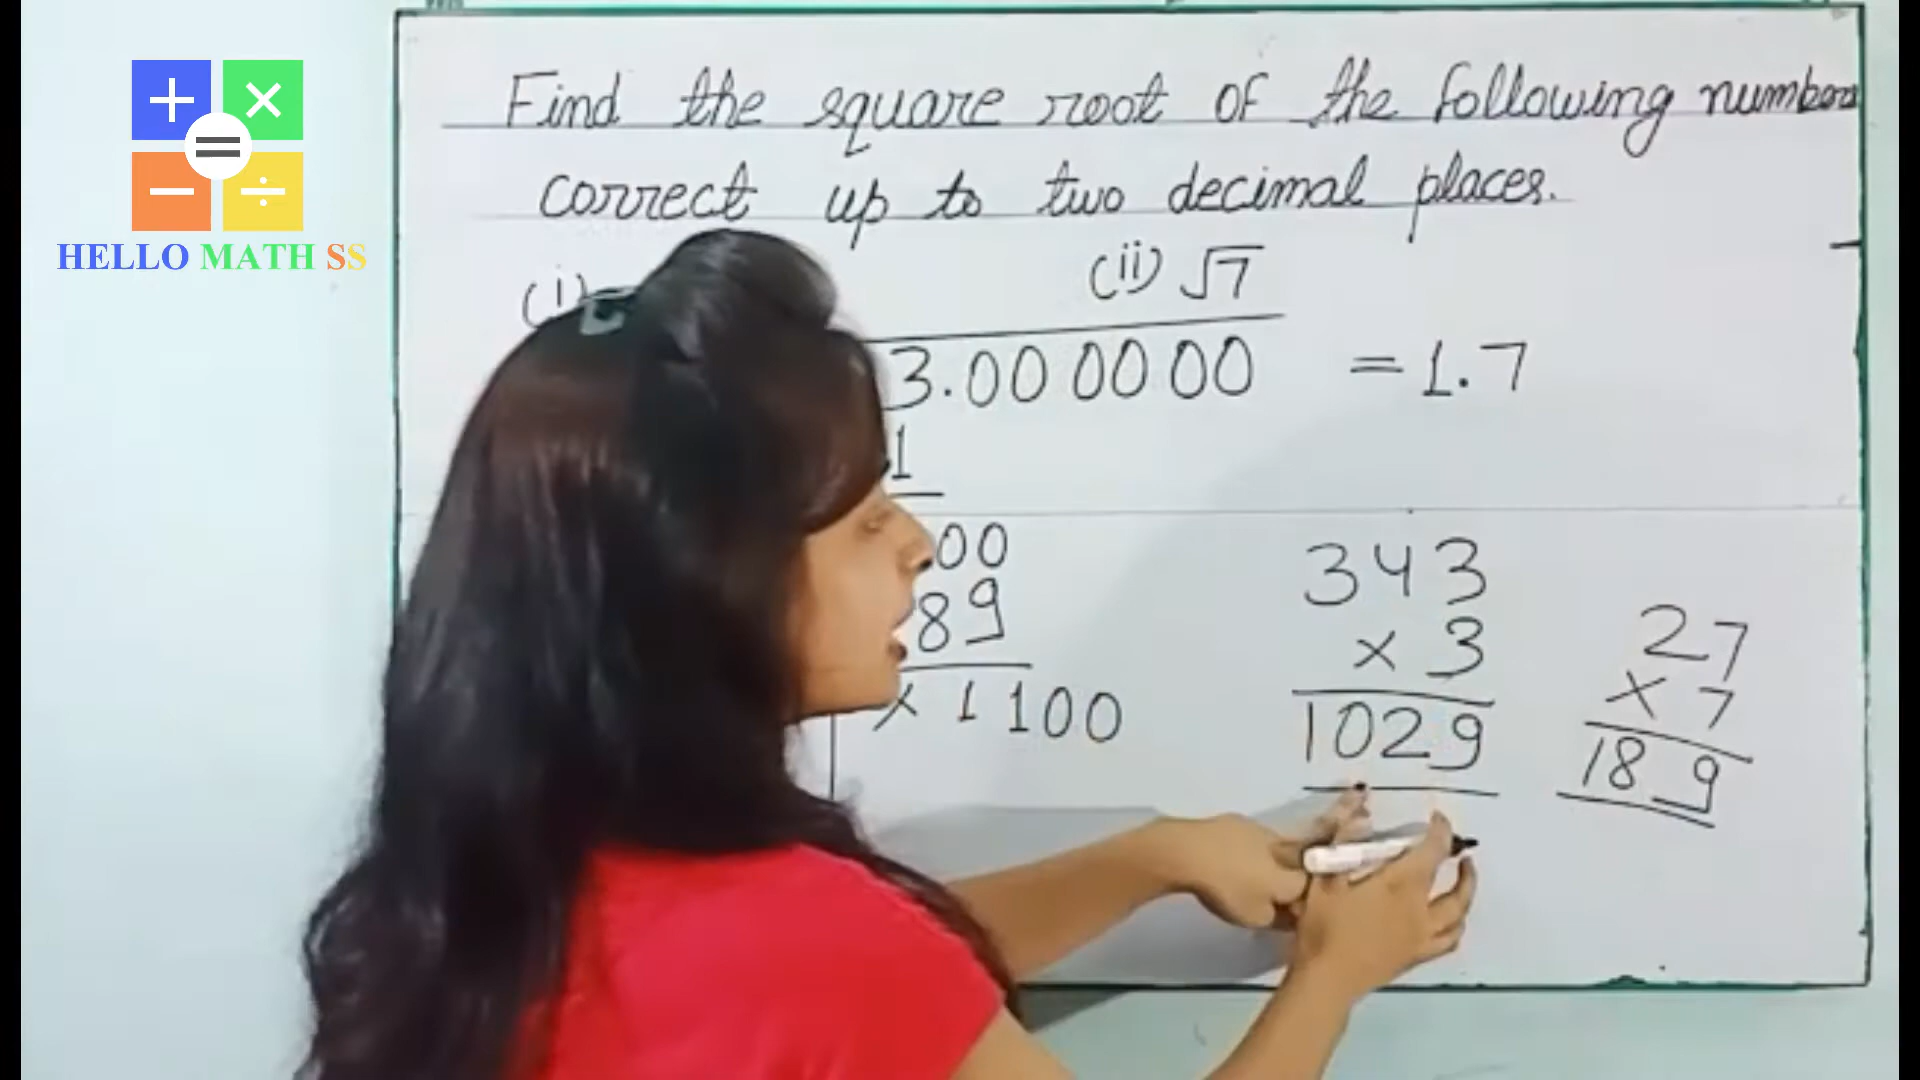 Find the square root of the following numbers
correct up to two decimal places.
(i)
(ii) √7
3.00 00 00 = 1.7
1
00
89
× 1 100
343
× 3
1029
27
× 7
189
+ ×
=
− ÷
HELLO MATH SS